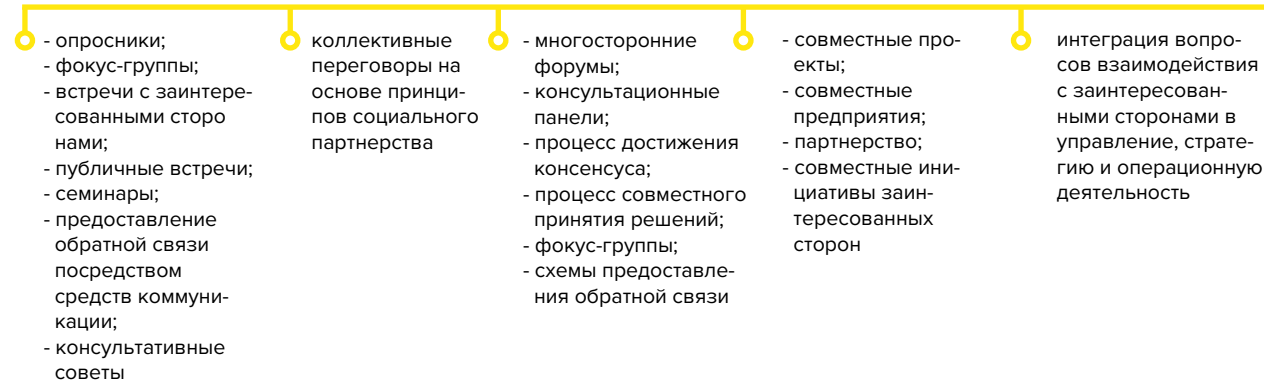 - опросники;
- фокус-группы;
- встречи с заинтере-
сованными сторо
нами;
- публичные встречи;
- семинары;
- предоставление
обратной связи
посредством
средств коммуни-
кации;
- консультативные
советы
коллективные
переговоры на
основе принци-
пов социального
партнерства
- многосторонние
форумы;
- консультационные
панели;
- процесс достижения
консенсуса;
- процесс совместного
принятия решений;
- фокус-группы;
- схемы предоставле-
ния обратной связи
- совместные про-
екты;
- совместные
предприятия;
- партнерство;
- совместные ини-
циативы заин-
тересованных
сторон
интеграция вопро-
сов взаимодействия
с заинтересован-
ными сторонами в
управление, страте-
гию и операционную
деятельность